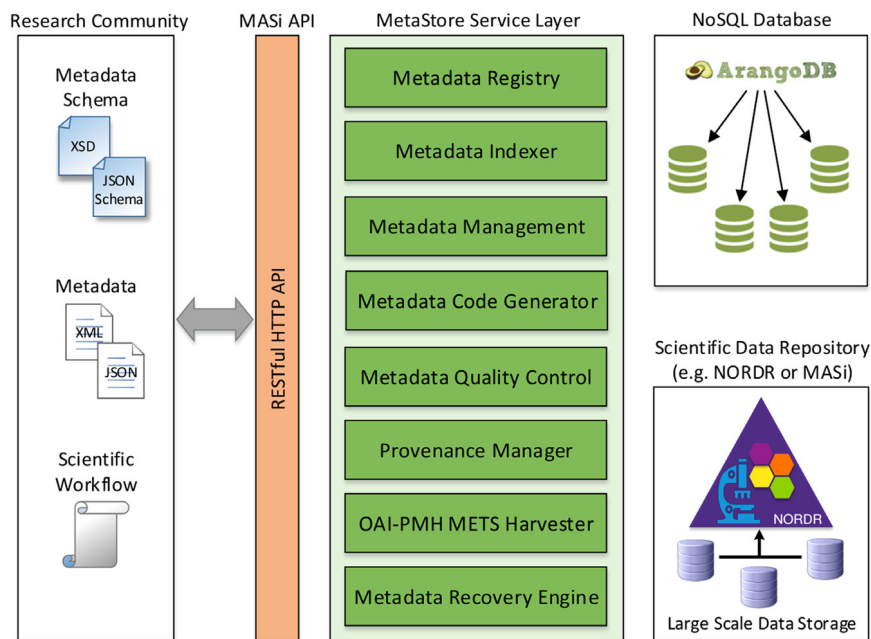 Research Community
Metadata
Schema
XSD
JSON
Schema
Metadata
XML
JSON
Scientific
Workflow
MASi API
RESTful HTTP API
MetaStore Service Layer
Metadata Registry
Metadata Indexer
Metadata Management
Metadata Code Generator
Metadata Quality Control
Provenance Manager
OAI-PMH METS Harvester
Metadata Recovery Engine
NoSQL Database
ArangoDB
Scientific Data Repository
(e.g. NORDR or MASi)
NORDR
Large Scale Data Storage